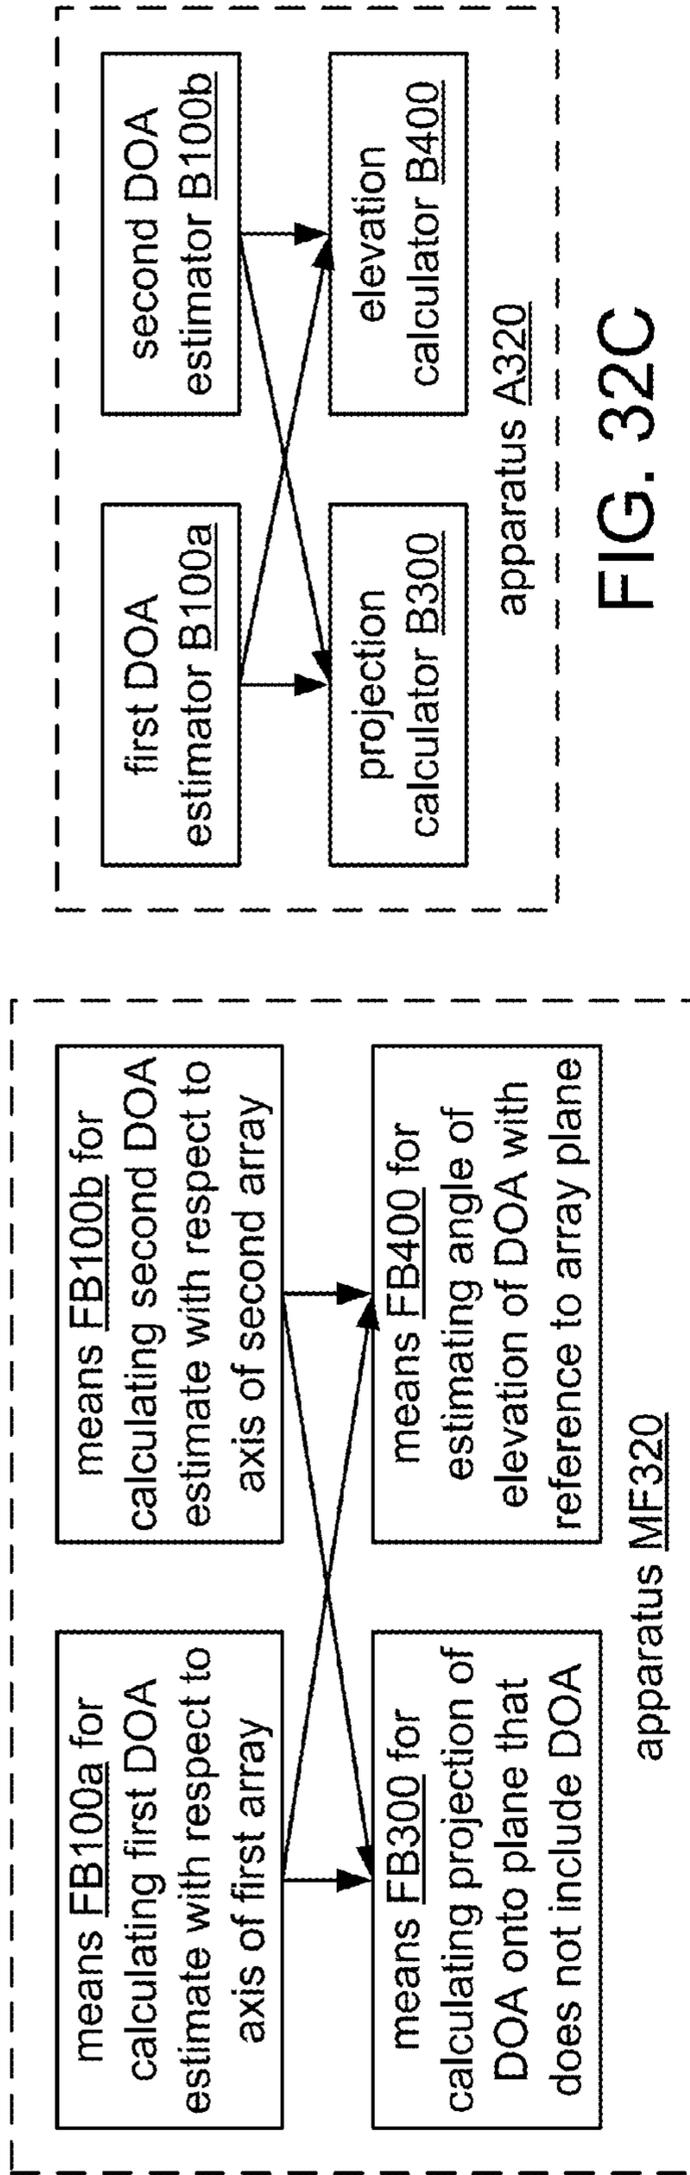 means FB100a for
calculating first DOA
estimate with respect to
axis of first array
means FB100b for
calculating second DOA
estimate with respect to
axis of second array
means FB300 for
calculating projection of
DOA onto plane that
does not include DOA
means FB400 for
estimating angle of
elevation of DOA with
reference to array plane
apparatus MF320
first DOA
estimator B100a
second DOA
estimator B100b
projection
calculator B300
elevation
calculator B400
apparatus A320
FIG. 32C